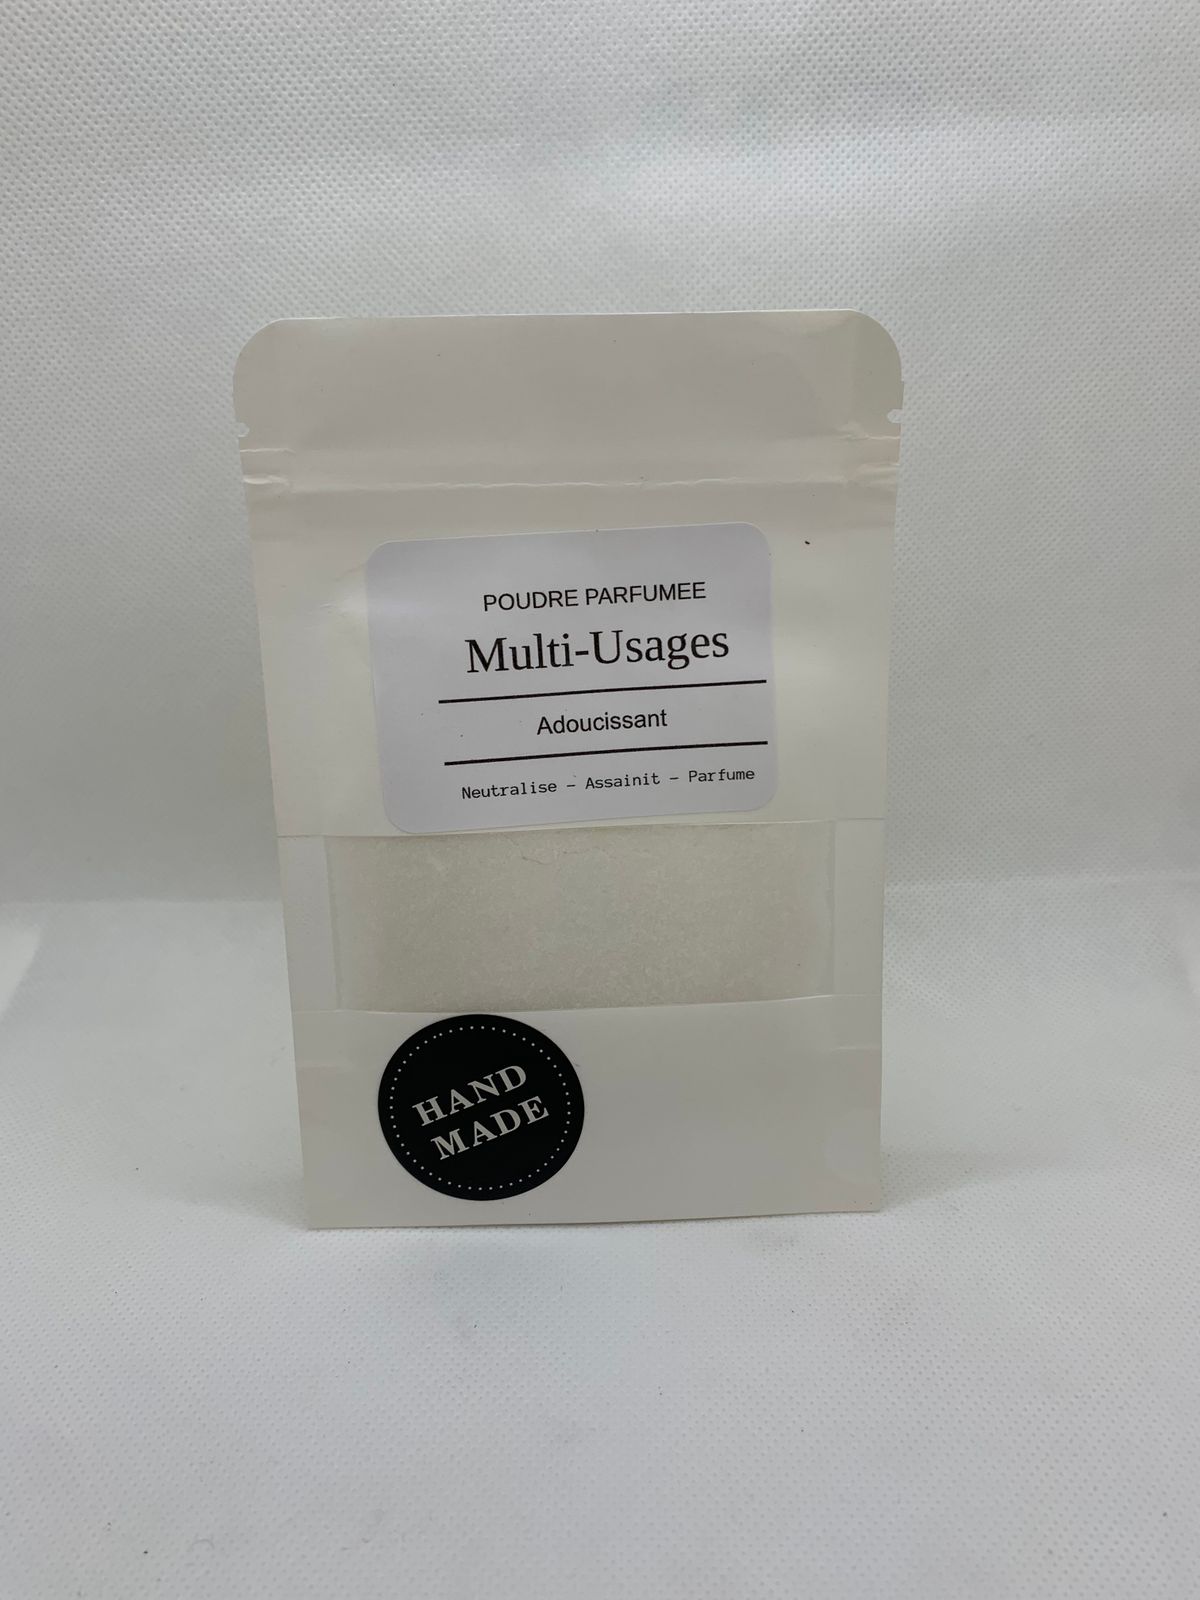 POUDRE PARFUMEE
Multi-Usages
Adoucissant
Neutralise – Assainit – Parfume
HAND
MADE